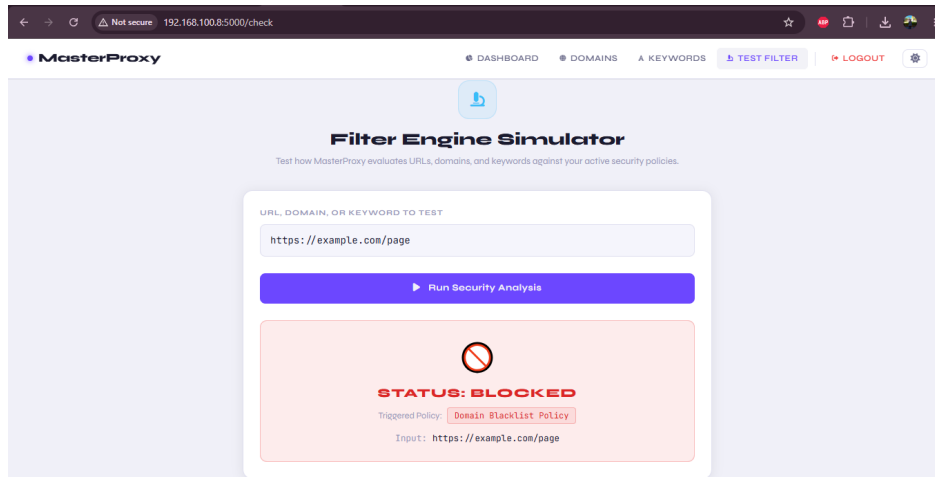 Not secure 192.168.100.8:5000/check ABP
MasterProxy DASHBOARD DOMAINS KEYWORDS TEST FILTER LOGOUT
Filter Engine Simulator
Test how MasterProxy evaluates URLs, domains, and keywords against your active security policies.
URL, DOMAIN, OR KEYWORD TO TEST
https://example.com/page
Run Security Analysis
STATUS: BLOCKED
Triggered Policy: Domain Blacklist Policy
Input: https://example.com/page